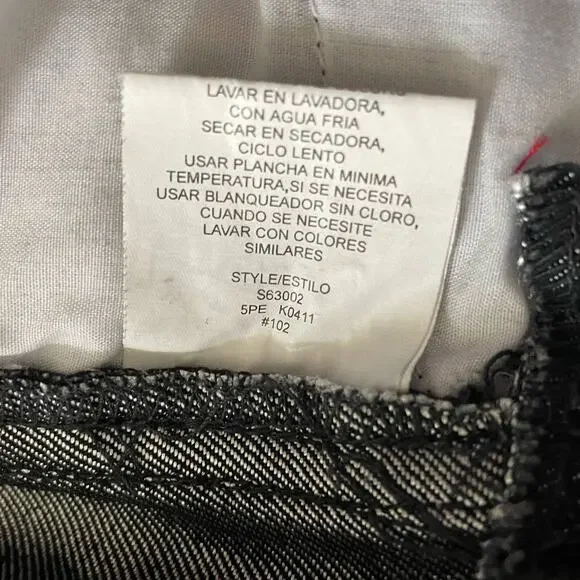 LAVAR EN LAVADORA,
CON AGUA FRIA
SECAR EN SECADORA,
CICLO LENTO
USAR PLANCHA EN MINIMA
TEMPERATURA,SI SE NECESITA
USAR BLANQUEADOR SIN CLORO,
CUANDO SE NECESITE
LAVAR CON COLORES
SIMILARES
STYLE/ESTILO
S63002
5PE K0411
#102